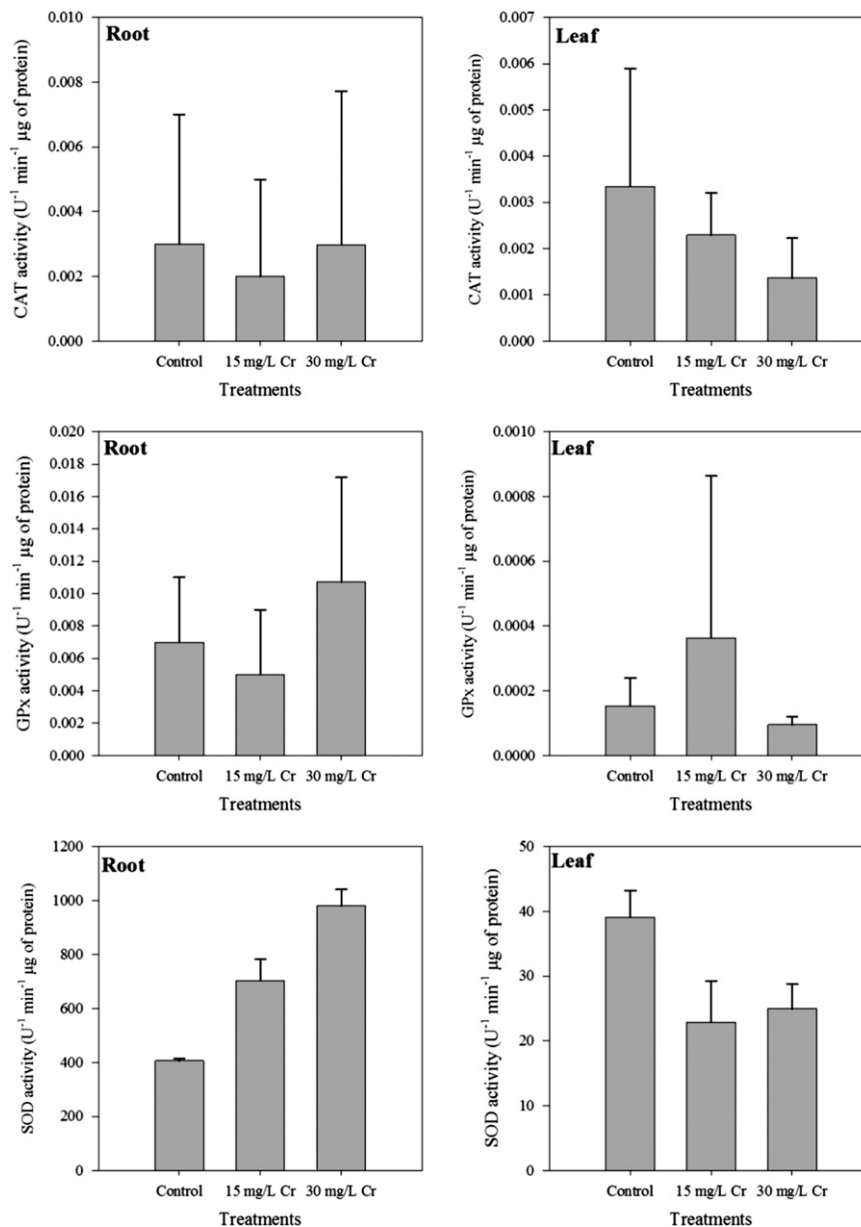 Root
CAT activity (U⁻¹ min⁻¹ µg of protein)
0.010
0.008
0.006
0.004
0.002
0.000
Control 15 mg/L Cr 30 mg/L Cr
Treatments
Leaf
CAT activity (U⁻¹ min⁻¹ µg of protein)
0.007
0.006
0.005
0.004
0.003
0.002
0.001
0.000
Control 15 mg/L Cr 30 mg/L Cr
Treatments
Root
GPx activity (U⁻¹ min⁻¹ µg of protein)
0.020
0.018
0.016
0.014
0.012
0.010
0.008
0.006
0.004
0.002
0.000
Control 15 mg/L Cr 30 mg/L Cr
Treatments
Leaf
GPx activity (U⁻¹ min⁻¹ µg of protein)
0.0010
0.0008
0.0006
0.0004
0.0002
0.0000
Control 15 mg/L Cr 30 mg/L Cr
Treatments
Root
SOD activity (U⁻¹ min⁻¹ µg of protein)
1200
1000
800
600
400
200
0
Control 15 mg/L Cr 30 mg/L Cr
Treatments
Leaf
SOD activity (U⁻¹ min⁻¹ µg of protein)
50
40
30
20
10
0
Control 15 mg/L Cr 30 mg/L Cr
Treatments